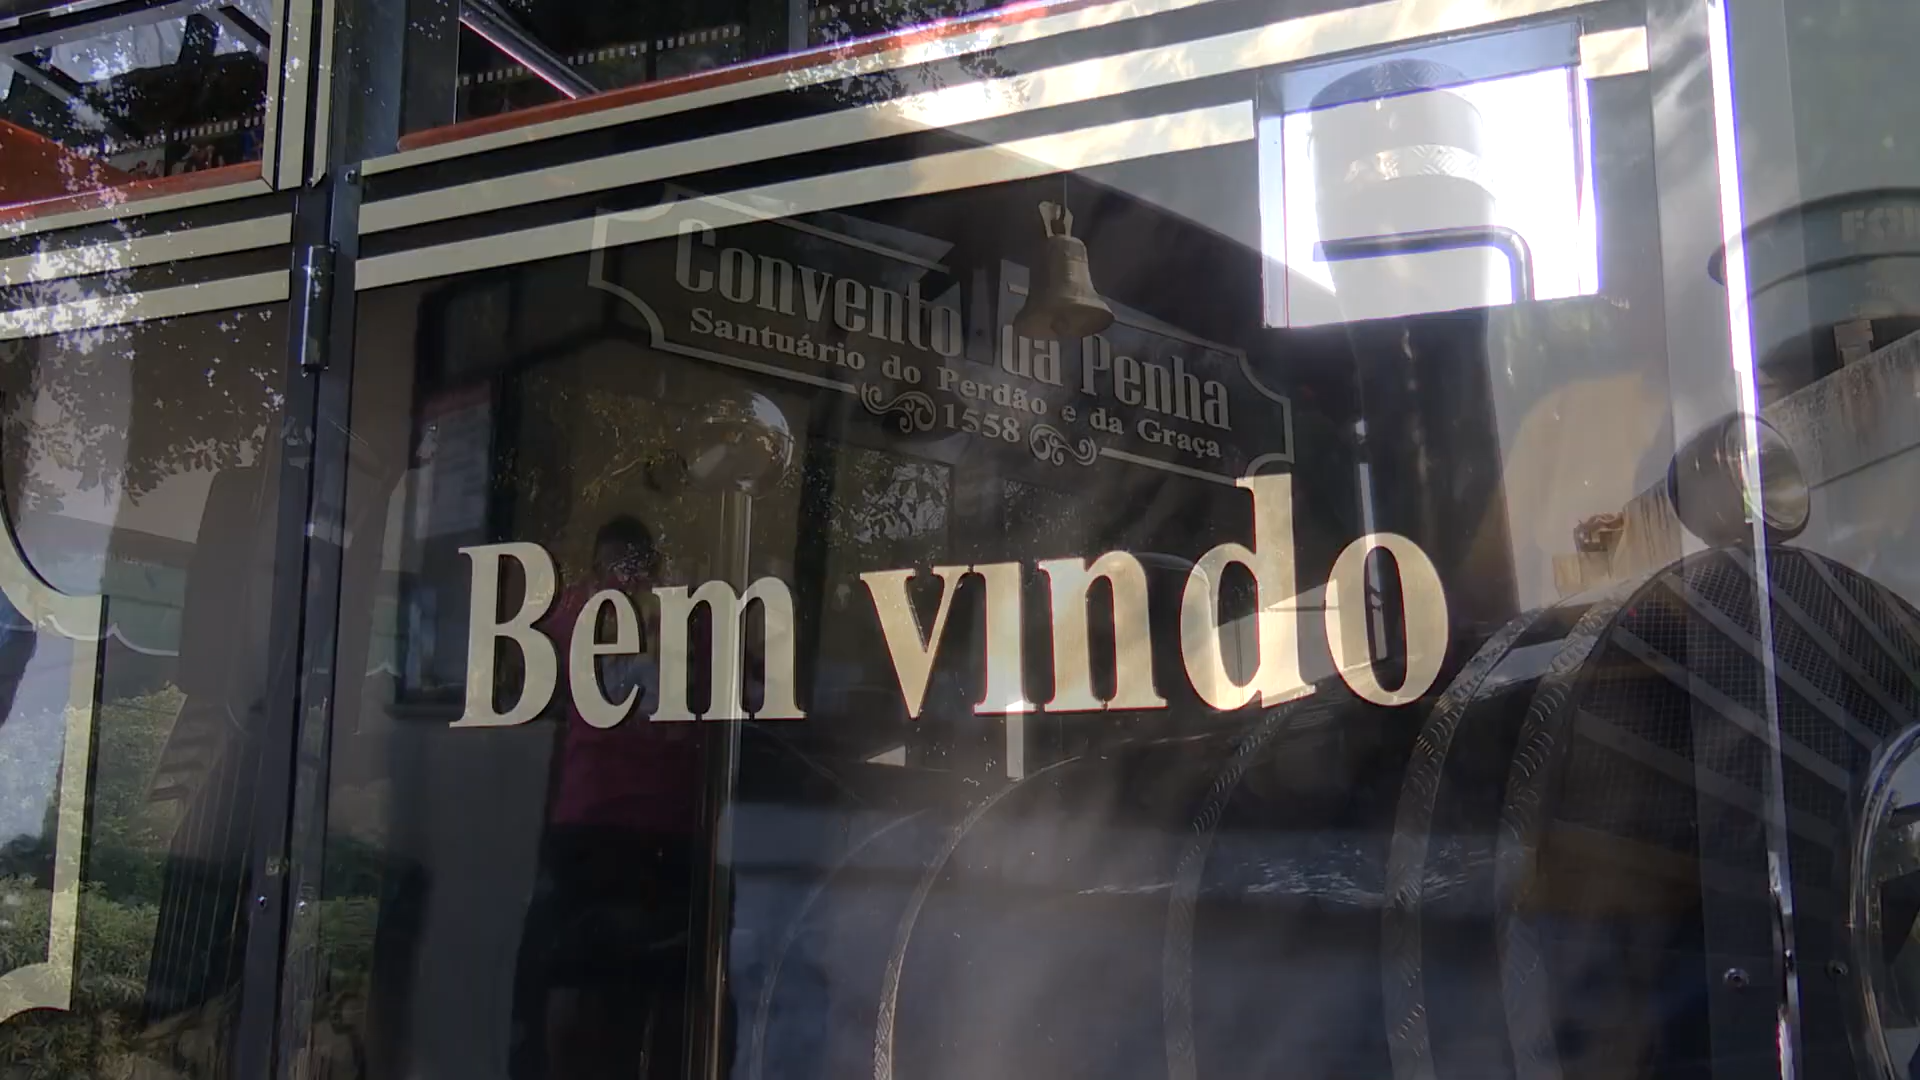 Convento da Penha
Santuário do Perdão e da Graça
1558
Bem vindo